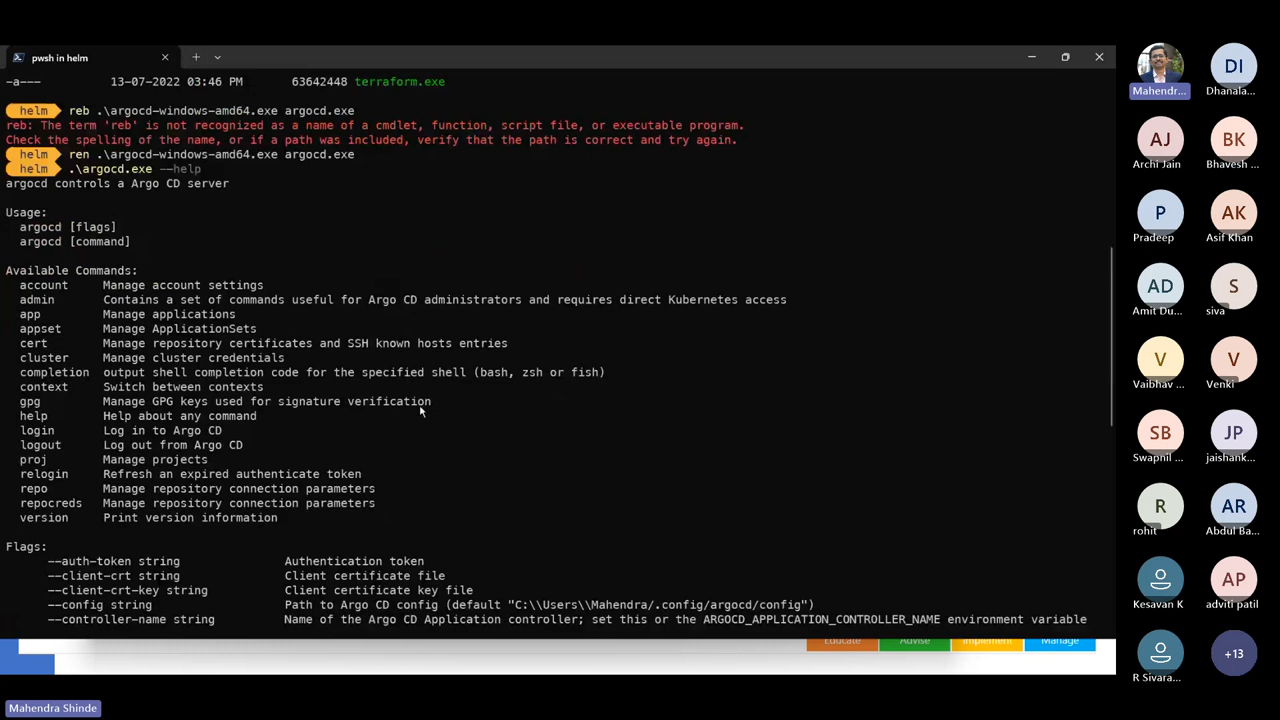 pwsh in helm
-a---          13-07-2022 03:46 PM       63642448 terraform.exe
helm reb .\argocd-windows-amd64.exe argocd.exe
reb: The term 'reb' is not recognized as a name of a cmdlet, function, script file, or executable program.
Check the spelling of the name, or if a path was included, verify that the path is correct and try again.
helm ren .\argocd-windows-amd64.exe argocd.exe
helm .\argocd.exe --help
argocd controls a Argo CD server
Usage:
argocd [flags]
argocd [command]
Available Commands:
account     Manage account settings
admin       Contains a set of commands useful for Argo CD administrators and requires direct Kubernetes access
app         Manage applications
appset      Manage ApplicationSets
cert        Manage repository certificates and SSH known hosts entries
cluster     Manage cluster credentials
completion  output shell completion code for the specified shell (bash, zsh or fish)
context     Switch between contexts
gpg         Manage GPG keys used for signature verification
help        Help about any command
login       Log in to Argo CD
logout      Log out from Argo CD
proj        Manage projects
relogin     Refresh an expired authenticate token
repo        Manage repository connection parameters
repocreds   Manage repository connection parameters
version     Print version information
Flags:
--auth-token string               Authentication token
--client-crt string               Client certificate file
--client-crt-key string           Client certificate key file
--config string                   Path to Argo CD config (default "C:\\Users\\Mahendra/.config/argocd/config")
--controller-name string          Name of the Argo CD Application controller; set this or the ARGOCD_APPLICATION_CONTROLLER_NAME environment variable
Educate Advise Implement Manage
Mahendra Shinde
Mahendr...
DI
Dhanala...
AJ
Archi Jain
BK
Bhavesh ...
P
Pradeep
AK
Asif Khan
AD
Amit Du...
S
siva
V
Vaibhav ...
V
Venki
SB
Swapnil ...
JP
jaishank...
R
rohit
AR
Abdul Ba...
Kesavan K
AP
adviti patil
R Sivara...
+13